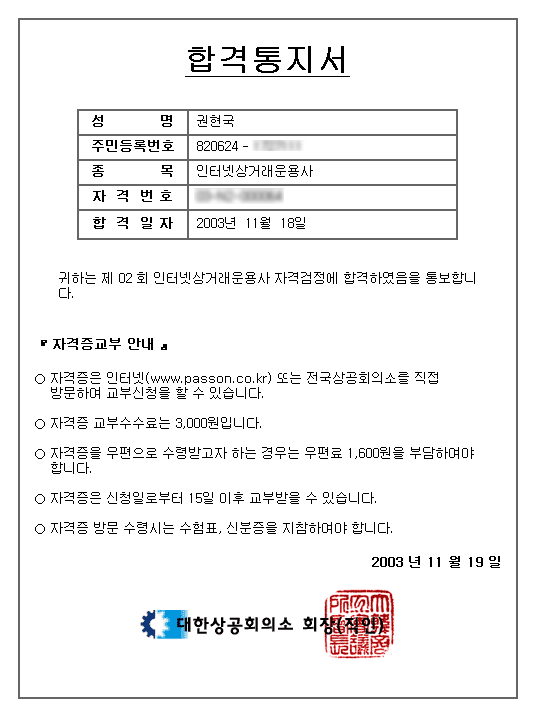 합격통지서
성 명 권현국
주민등록번호 820624 -
종 목 인터넷상거래운용사
자 격 번 호
합 격 일 자 2003년 11월 18일
귀하는 제 02 회 인터넷상거래운용사 자격검정에 합격하였음을 통보합니
다.
『 자격증교부 안내 』
○ 자격증은 인터넷(www.passon.co.kr) 또는 전국상공회의소를 직접
방문하여 교부신청을 할 수 있습니다.
○ 자격증 교부수수료는 3,000원입니다.
○ 자격증을 우편으로 수령받고자 하는 경우는 우편료 1,600원을 부담하여야
합니다.
○ 자격증은 신청일로부터 15일 이후 교부받을 수 있습니다.
○ 자격증 방문 수령시는 수험표, 신분증을 지참하여야 합니다.
2003 년 11 월 19 일
대한상공회의소 회장(직인)